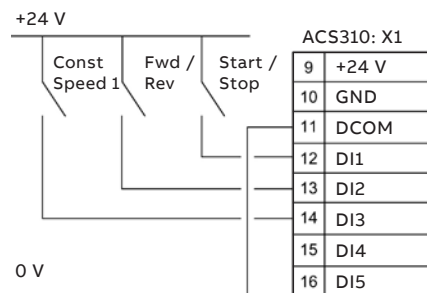 +24 V
ACS310: X1
Const Speed 1
Fwd / Rev
Start / Stop
9 +24 V
10 GND
11 DCOM
12 DI1
13 DI2
14 DI3
15 DI4
0 V
16 DI5